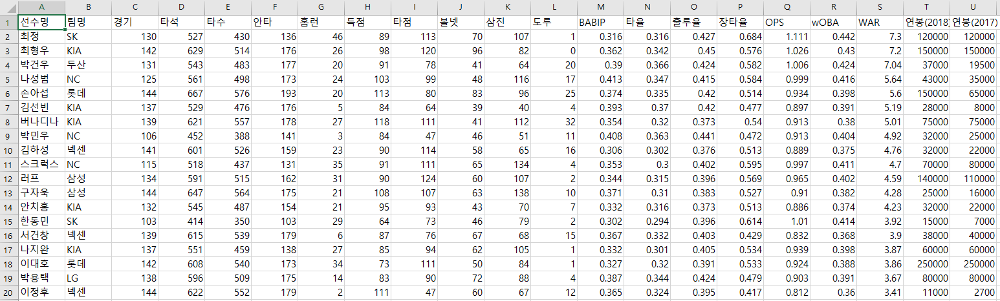 A B C D E F G H I J K L M N O P Q R S T U
1 선수명 팀명 경기 타석 타수 안타 홈런 득점 타점 볼넷 삼진 도루 BABIP 타율 출루율 장타율 OPS wOBA WAR 연봉(2018) 연봉(2017)
2 최정 SK 130 527 430 136 46 89 113 70 107 1 0.316 0.316 0.427 0.684 1.111 0.442 7.3 120000 120000
3 최형우 KIA 142 629 514 176 26 98 120 96 82 0 0.362 0.342 0.45 0.576 1.026 0.43 7.2 150000 150000
4 박건우 두산 131 543 483 177 20 91 78 41 64 20 0.39 0.366 0.424 0.582 1.006 0.424 7.04 37000 19500
5 나성범 NC 125 561 498 173 24 103 99 48 116 17 0.413 0.347 0.415 0.584 0.999 0.416 5.64 43000 35000
6 손아섭 롯데 144 667 576 193 20 113 80 83 96 25 0.374 0.335 0.42 0.514 0.934 0.398 5.6 150000 65000
7 김선빈 KIA 137 529 476 176 5 84 64 39 40 4 0.393 0.37 0.42 0.477 0.897 0.391 5.19 28000 8000
8 버나디나 KIA 139 621 557 178 27 118 111 41 112 32 0.354 0.32 0.373 0.54 0.913 0.38 5.01 75000 75000
9 박민우 NC 106 452 388 141 3 84 47 46 51 11 0.408 0.363 0.441 0.472 0.913 0.404 4.92 32000 25000
10 김하성 넥센 141 601 526 159 23 90 114 58 65 16 0.306 0.302 0.376 0.513 0.889 0.375 4.76 32000 22000
11 스크럭스 NC 115 518 437 131 35 91 111 65 134 4 0.353 0.3 0.402 0.595 0.997 0.411 4.7 70000 80000
12 러프 삼성 134 591 515 162 31 90 124 60 107 2 0.344 0.315 0.396 0.569 0.965 0.402 4.59 140000 110000
13 구자욱 삼성 144 647 564 175 21 108 107 63 138 10 0.371 0.31 0.383 0.527 0.91 0.382 4.28 25000 16000
14 안치홍 KIA 132 545 487 154 21 95 93 43 70 7 0.332 0.316 0.373 0.513 0.886 0.374 4.23 32000 22000
15 한동민 SK 103 414 350 103 29 64 73 46 79 2 0.302 0.294 0.396 0.614 1.01 0.414 3.92 15000 7000
16 서건창 넥센 139 615 539 179 6 87 76 67 68 15 0.367 0.332 0.403 0.429 0.832 0.368 3.9 38000 40000
17 나지완 KIA 137 551 459 138 27 85 94 62 105 1 0.332 0.301 0.405 0.534 0.939 0.398 3.87 60000 60000
18 이대호 롯데 142 608 540 173 34 73 111 50 84 1 0.327 0.32 0.391 0.533 0.924 0.388 3.86 250000 250000
19 박용택 LG 138 596 509 175 14 83 90 72 88 4 0.387 0.344 0.424 0.479 0.903 0.391 3.67 80000 80000
20 이정후 넥센 144 622 552 179 2 111 47 60 67 12 0.365 0.324 0.395 0.417 0.812 0.36 3.41 11000 2700